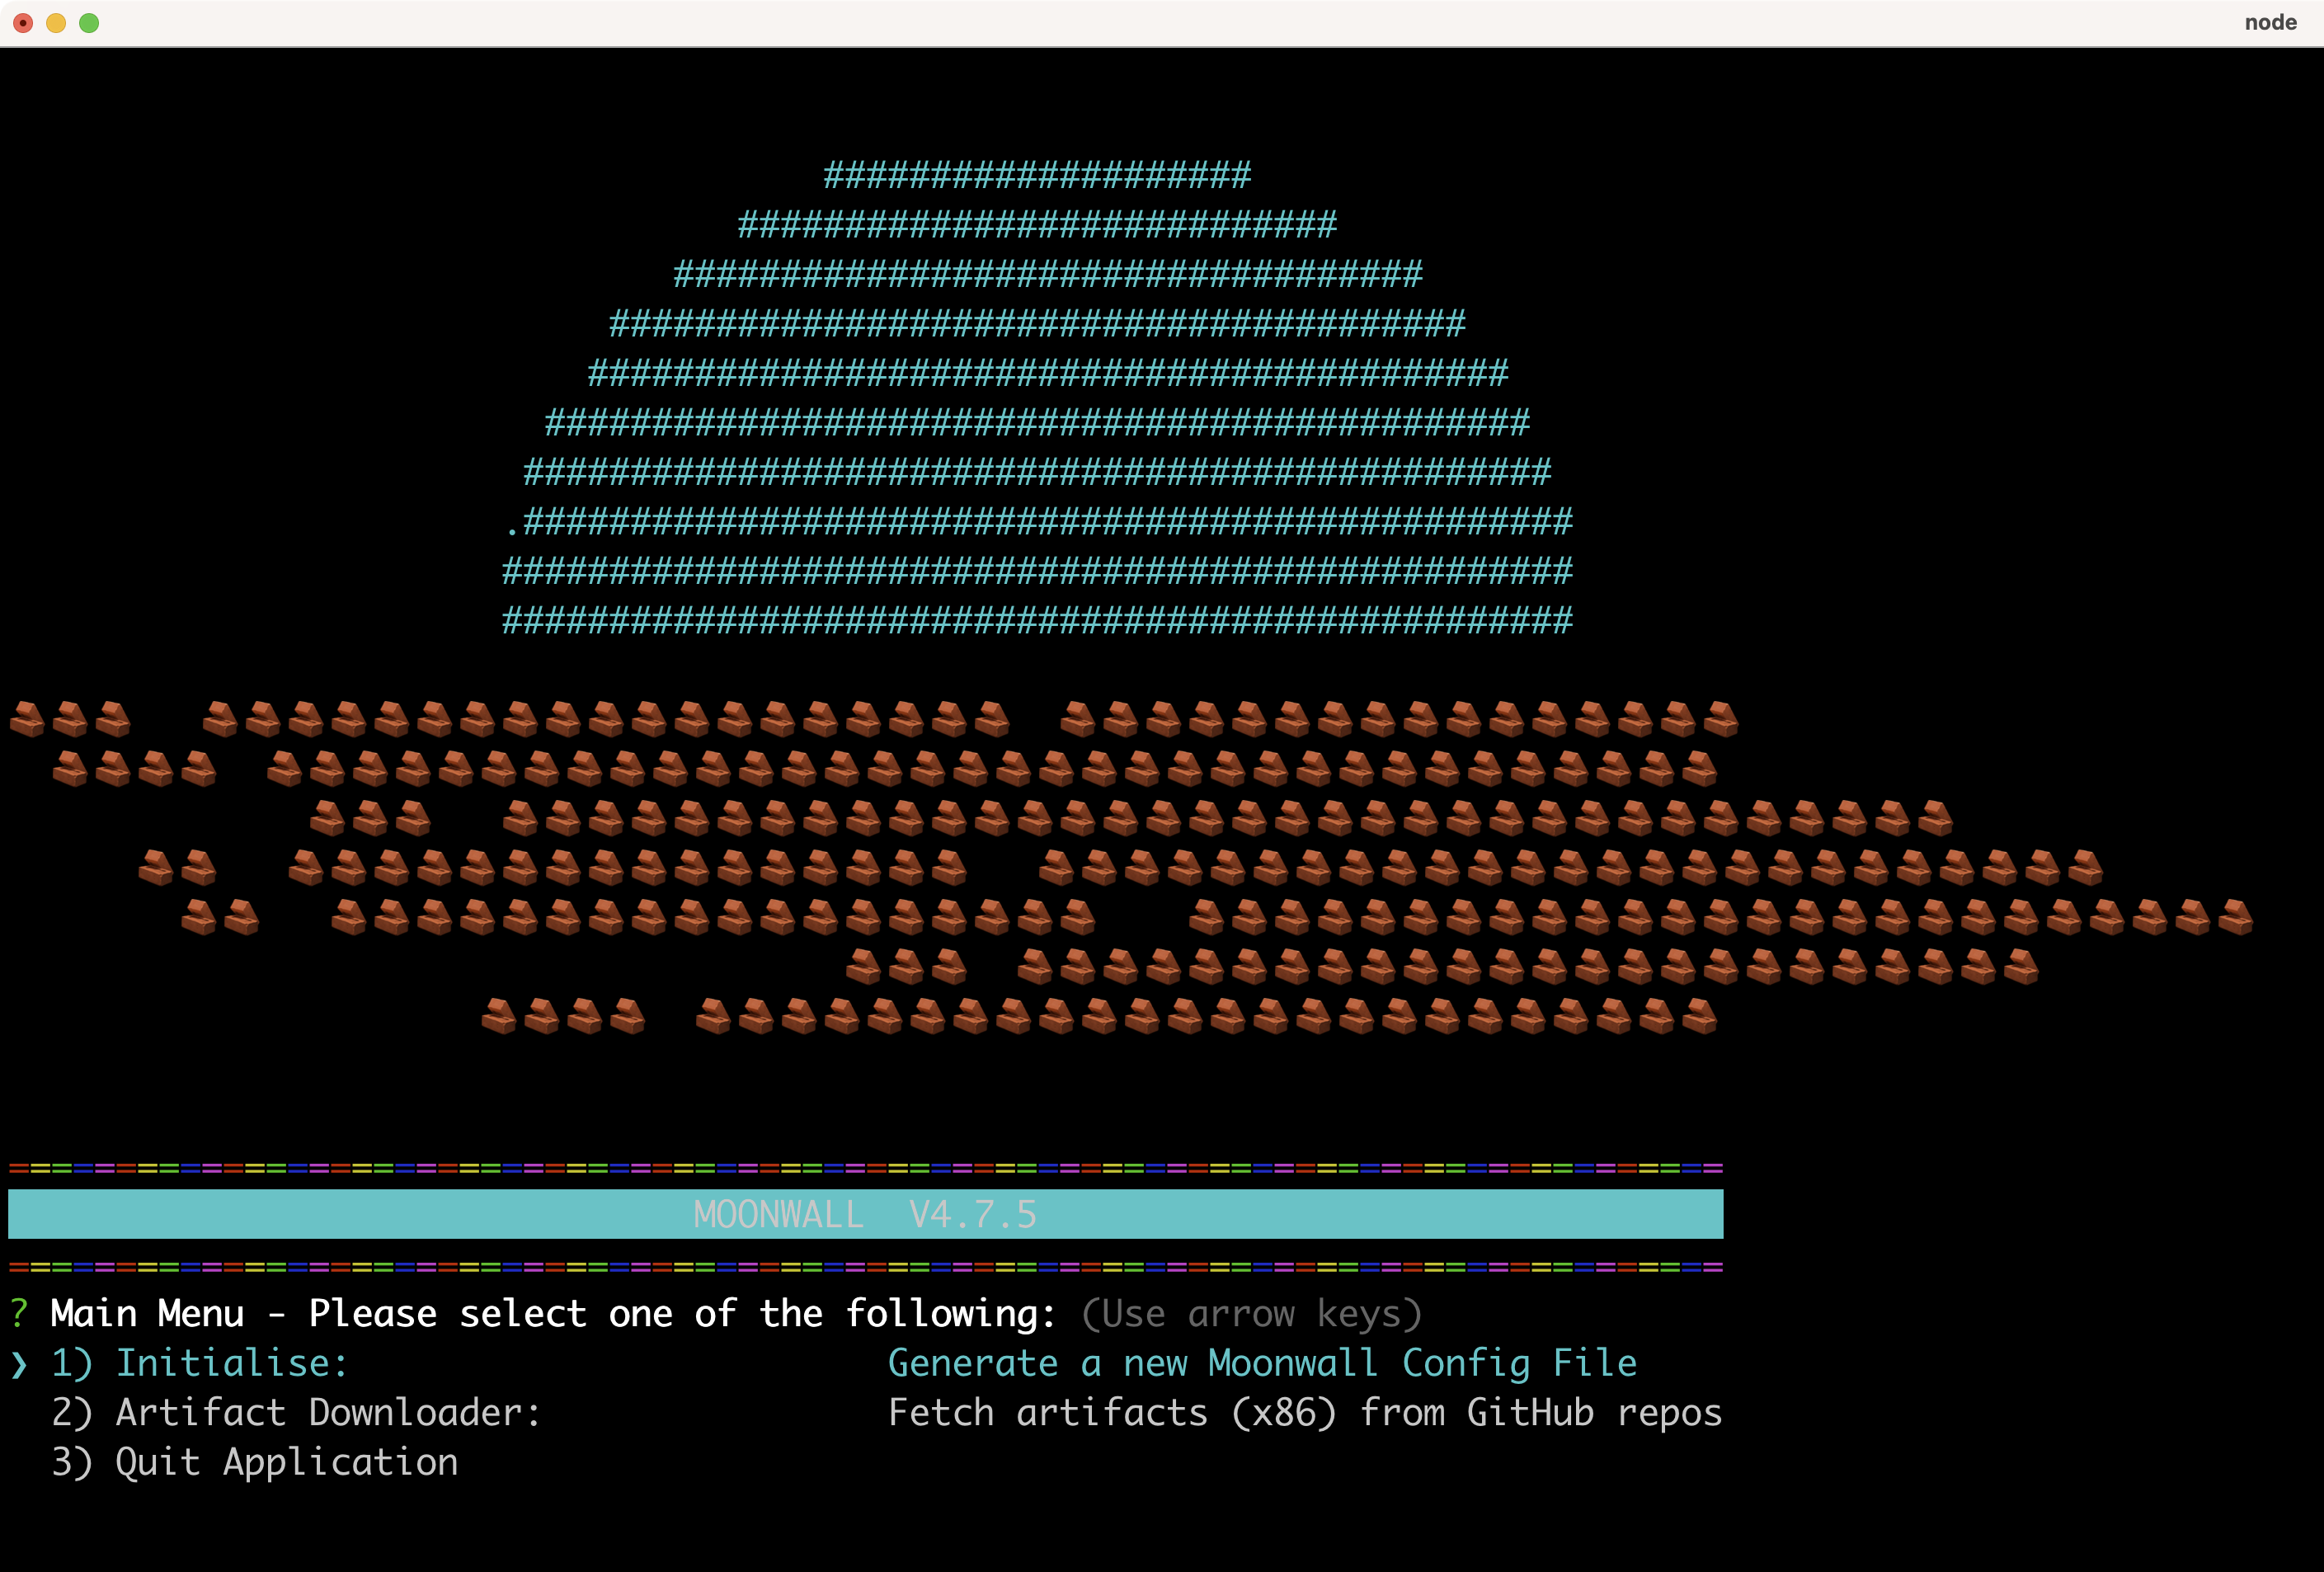 node
####################
############################
###################################
########################################
###########################################
##############################################
################################################
.#################################################
##################################################
##################################################
================================================================================
MOONWALL  V4.7.5
================================================================================
? Main Menu - Please select one of the following: (Use arrow keys)
❯ 1) Initialise:                         Generate a new Moonwall Config File
  2) Artifact Downloader:                Fetch artifacts (x86) from GitHub repos
  3) Quit Application